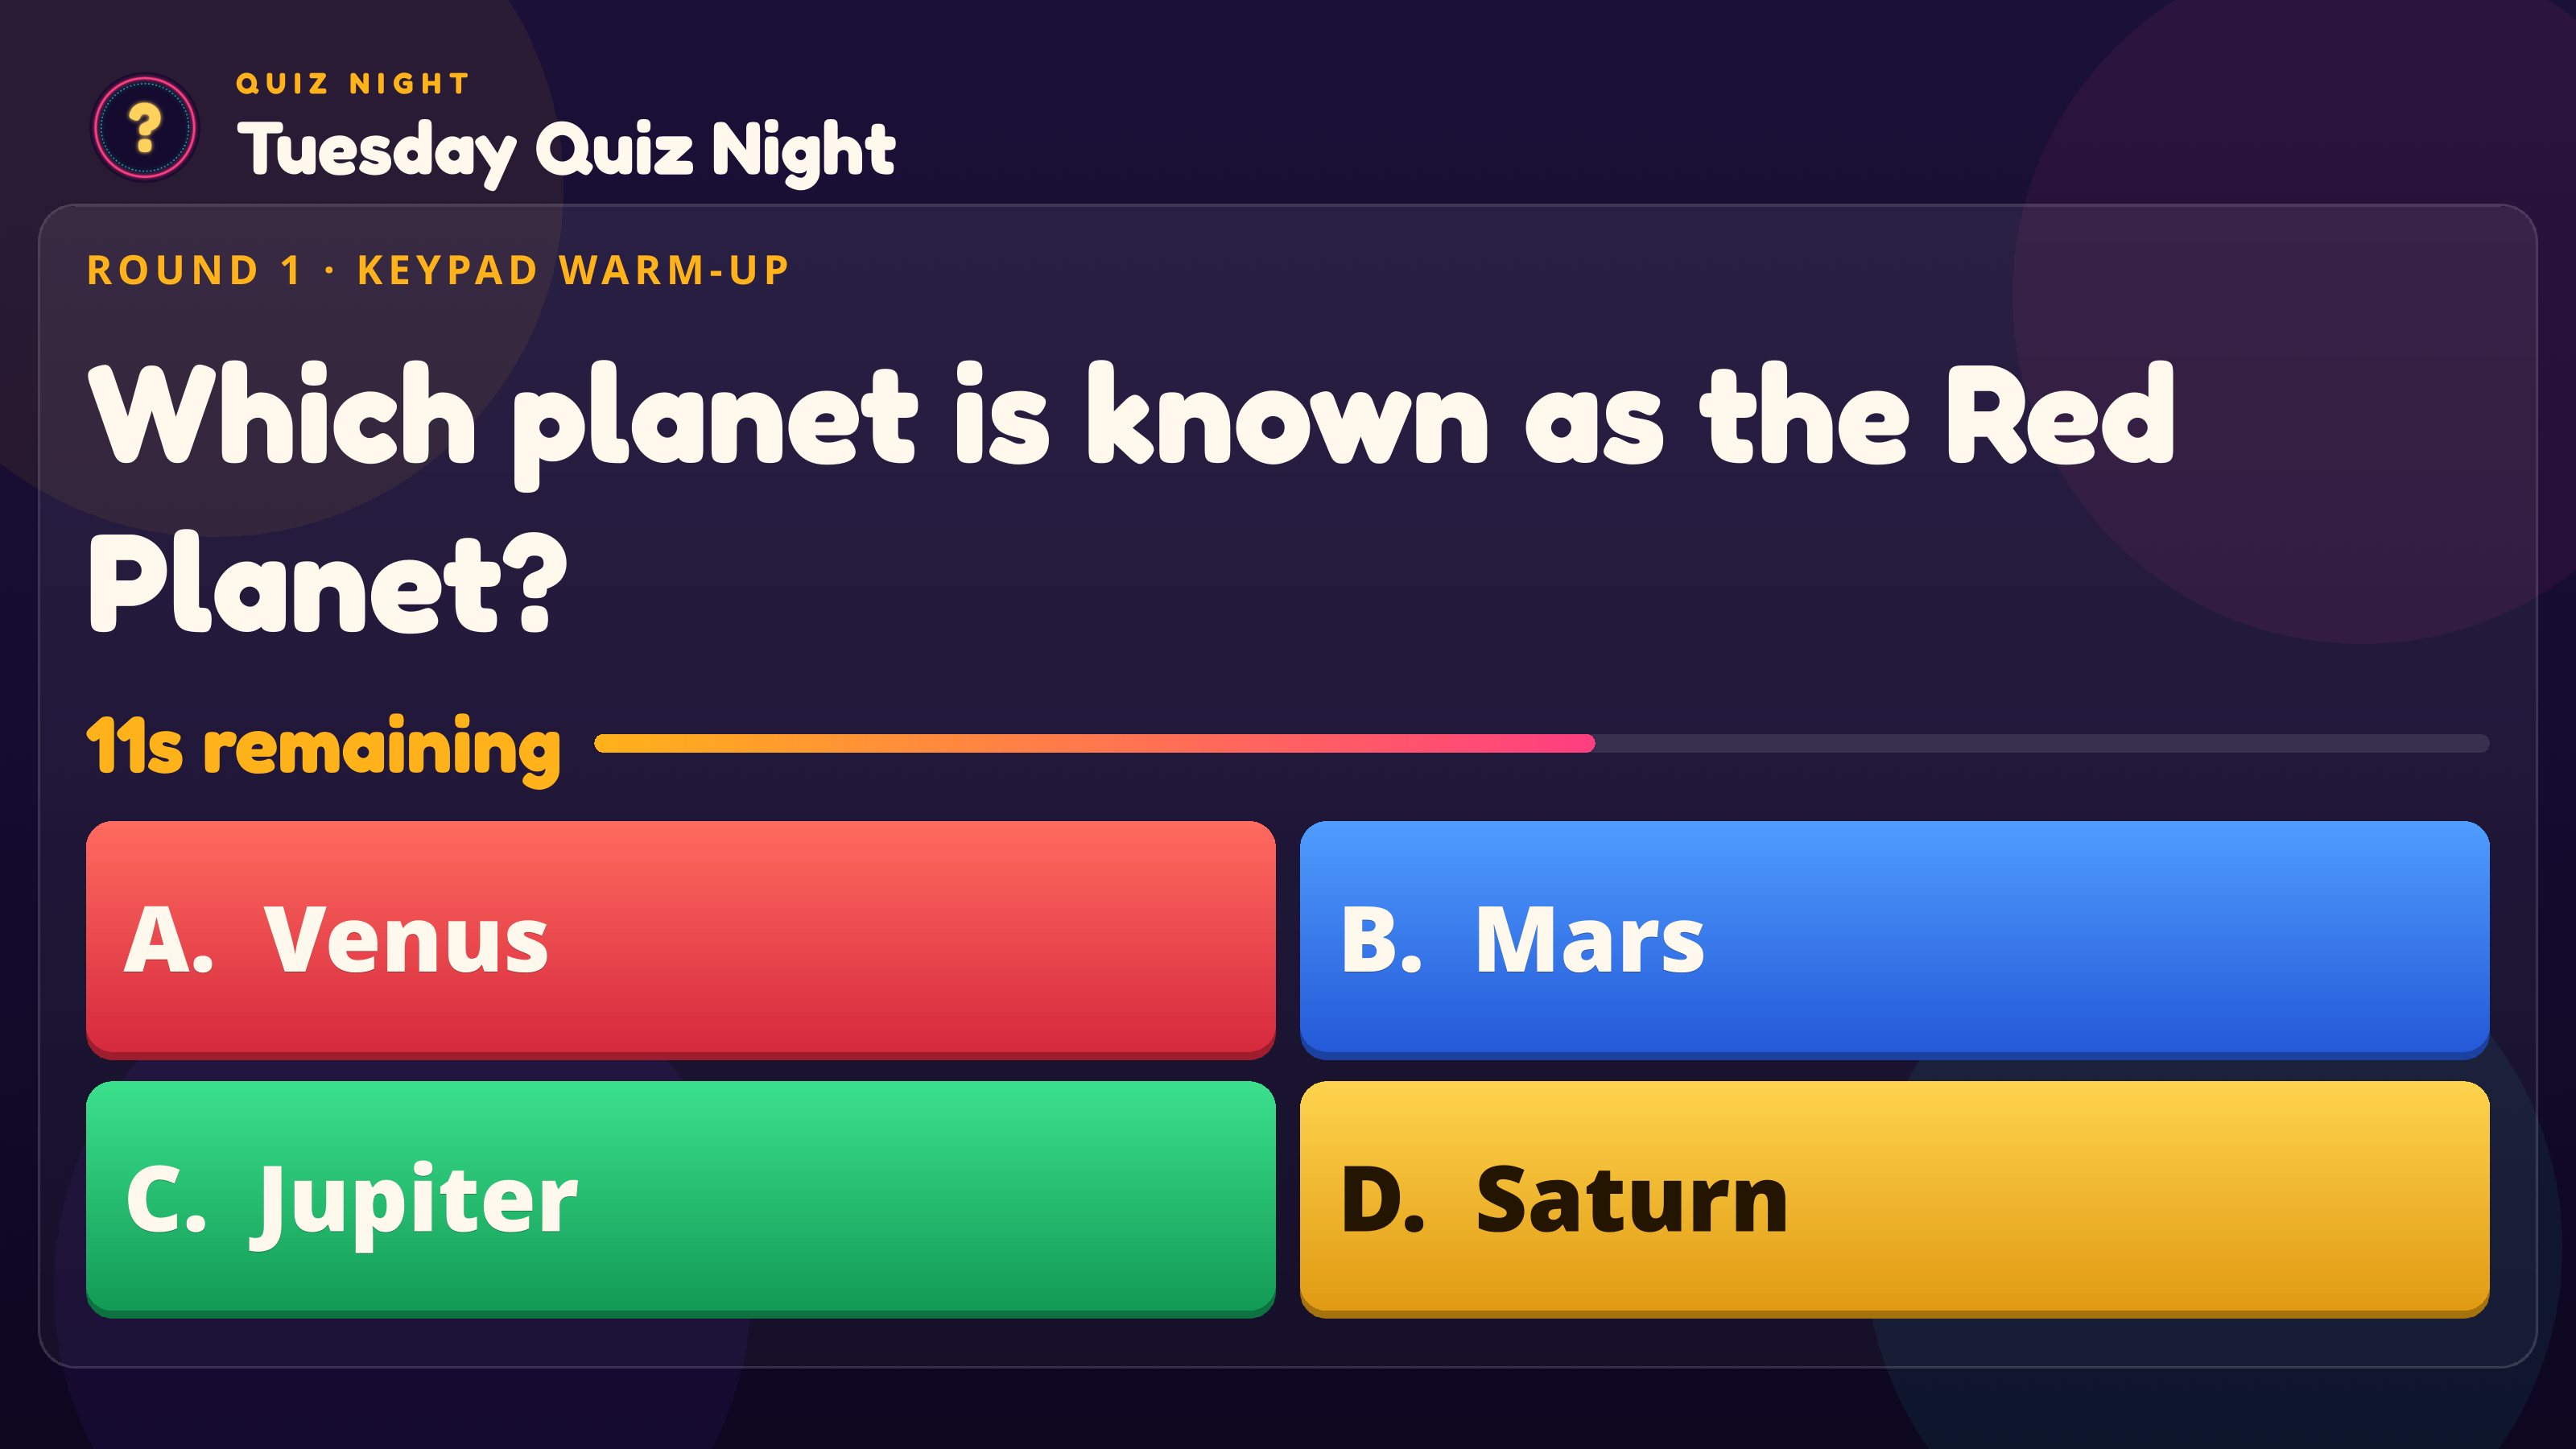 ?
QUIZ NIGHT
Tuesday Quiz Night
ROUND 1 · KEYPAD WARM-UP
Which planet is known as the Red
Planet?
11s remaining
A. Venus
B. Mars
C. Jupiter
D. Saturn